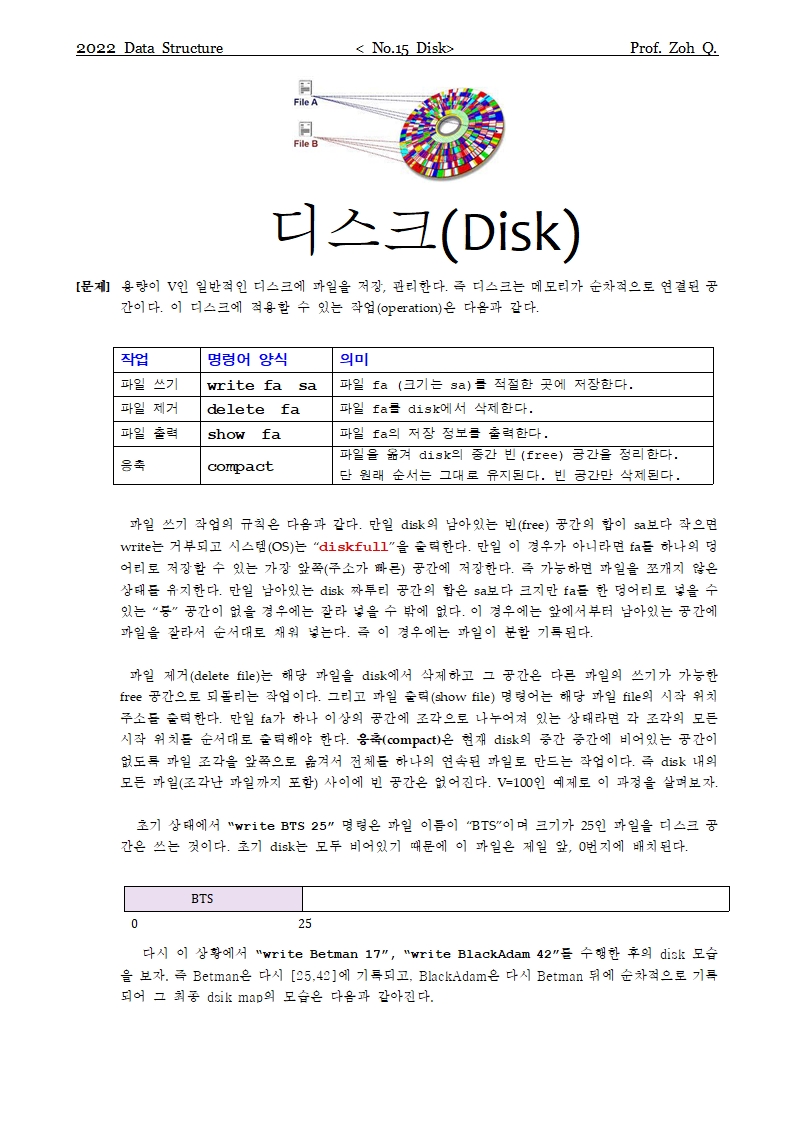 2022 Data Structure < No.15 Disk> Prof. Zoh Q.
File A
File B
디스크(Disk)
[문제] 용량이 V인 일반적인 디스크에 파일을 저장, 관리한다. 즉 디스크는 메모리가 순차적으로 연결된 공
간이다. 이 디스크에 적용할 수 있는 작업(operation)은 다음과 같다.
작업 명령어 양식 의미
파일 쓰기 write fa sa 파일 fa (크기는 sa)를 적절한 곳에 저장한다.
파일 제거 delete fa 파일 fa를 disk에서 삭제한다.
파일 출력 show fa 파일 fa의 저장 정보를 출력한다.
응축 compact 파일을 옮겨 disk의 중간 빈(free) 공간을 정리한다.
단 원래 순서는 그대로 유지된다. 빈 공간만 삭제된다.
파일 쓰기 작업의 규칙은 다음과 같다. 만일 disk의 남아있는 빈(free) 공간의 합이 sa보다 작으면
write는 거부되고 시스템(OS)는 “diskfull”을 출력한다. 만일 이 경우가 아니라면 fa를 하나의 덩
어리로 저장할 수 있는 가장 앞쪽(주소가 빠른) 공간에 저장한다. 즉 가능하면 파일을 쪼개지 않은
상태를 유지한다. 만일 남아있는 disk 짜투리 공간의 합은 sa보다 크지만 fa를 한 덩어리로 넣을 수
있는 “통” 공간이 없을 경우에는 잘라 넣을 수 밖에 없다. 이 경우에는 앞에서부터 남아있는 공간에
파일을 잘라서 순서대로 채워 넣는다. 즉 이 경우에는 파일이 분할 기록된다.
파일 제거(delete file)는 해당 파일을 disk에서 삭제하고 그 공간은 다른 파일의 쓰기가 가능한
free 공간으로 되돌리는 작업이다. 그리고 파일 출력(show file) 명령어는 해당 파일 file의 시작 위치
주소를 출력한다. 만일 fa가 하나 이상의 공간에 조각으로 나누어져 있는 상태라면 각 조각의 모든
시작 위치를 순서대로 출력해야 한다. 응축(compact)은 현재 disk의 중간 중간에 비어있는 공간이
없도록 파일 조각을 앞쪽으로 옮겨서 전체를 하나의 연속된 파일로 만드는 작업이다. 즉 disk 내의
모든 파일(조각난 파일까지 포함) 사이에 빈 공간은 없어진다. V=100인 예제로 이 과정을 살펴보자.
초기 상태에서 “write BTS 25” 명령은 파일 이름이 “BTS”이며 크기가 25인 파일을 디스크 공
간은 쓰는 것이다. 초기 disk는 모두 비어있기 때문에 이 파일은 제일 앞, 0번지에 배치된다.
BTS
0 25
다시 이 상황에서 “write Betman 17”, “write BlackAdam 42”를 수행한 후의 disk 모습
을 보자. 즉 Betman은 다시 [25,42]에 기록되고, BlackAdam은 다시 Betman 뒤에 순차적으로 기록
되어 그 최종 dsik map의 모습은 다음과 같아진다.